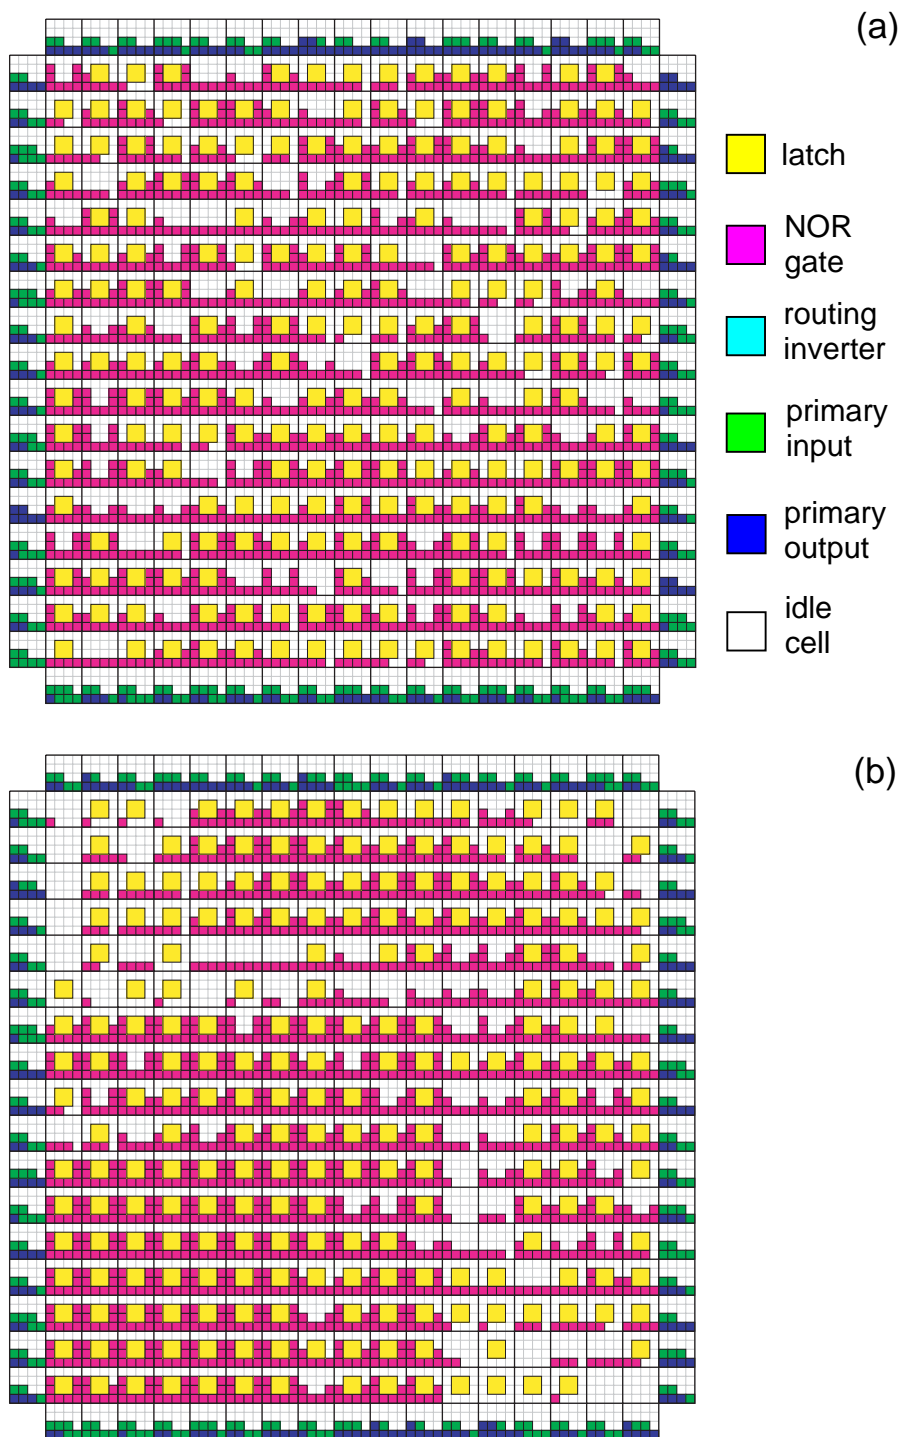 (a)
latch
NOR
gate
routing
inverter
primary
input
primary
output
idle
cell
(b)